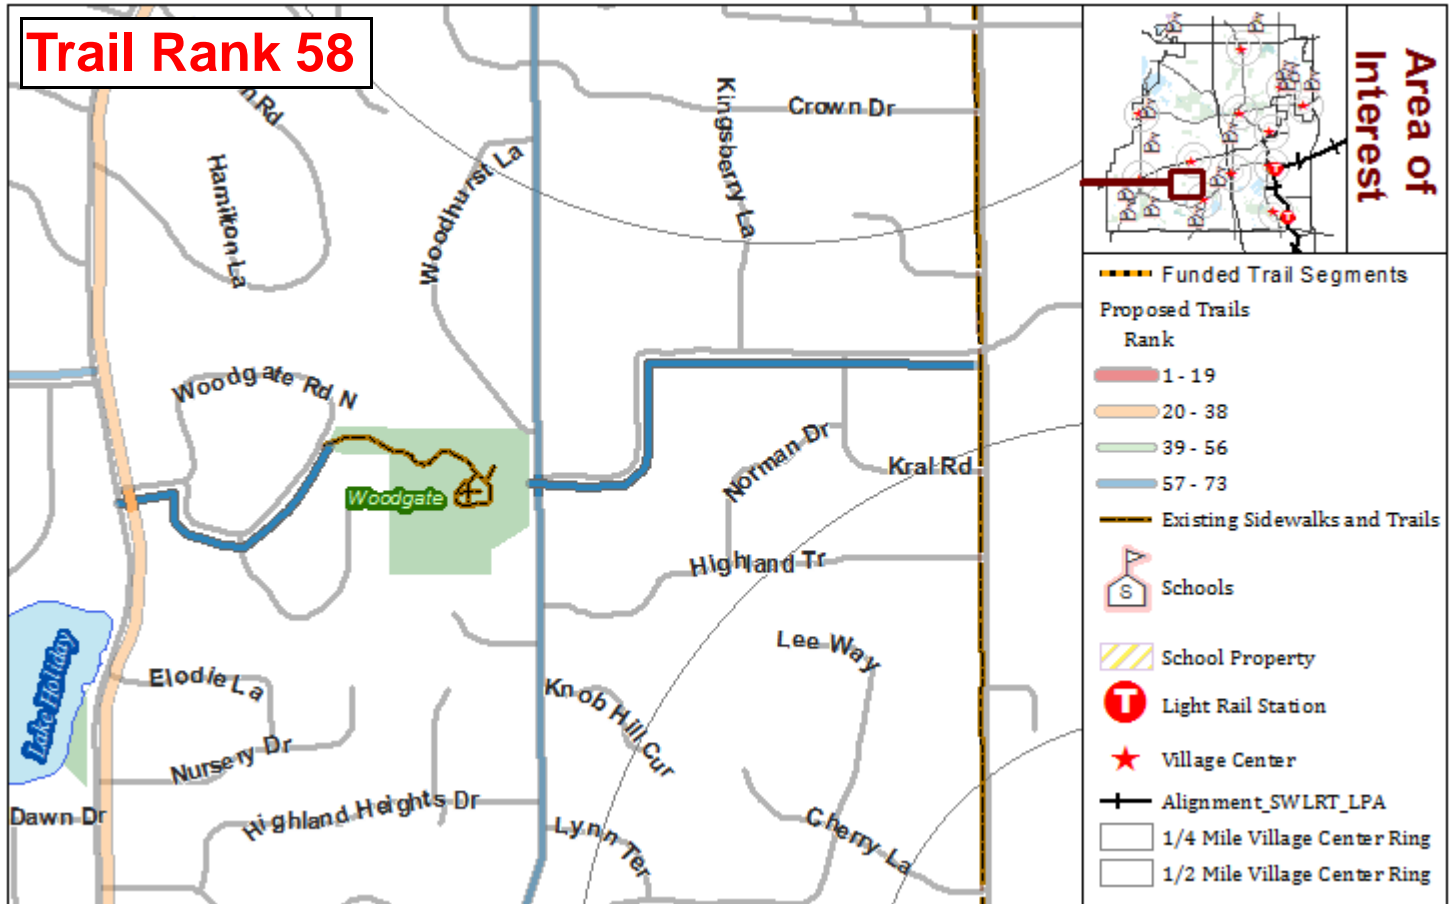 Trail Rank 58
n Rd
Hamilton La
Woodhurst La
Kingsberry La
Crown Dr
Woodgate Rd N
Woodgate
Norman Dr
Kral Rd
Highland Tr
Lee Way
Elodie La
Knob Hill Cur
Lake Holiday
Nursery Dr
Dawn Dr
Highland Heights Dr
Lynn Ter
Cherry La
Area of
Interest
T
T
Funded Trail Segments
Proposed Trails
Rank
1 - 19
20 - 38
39 - 56
57 - 73
Existing Sidewalks and Trails
S
Schools
School Property
T
Light Rail Station
Village Center
Alignment_SWLRT_LPA
1/4 Mile Village Center Ring
1/2 Mile Village Center Ring